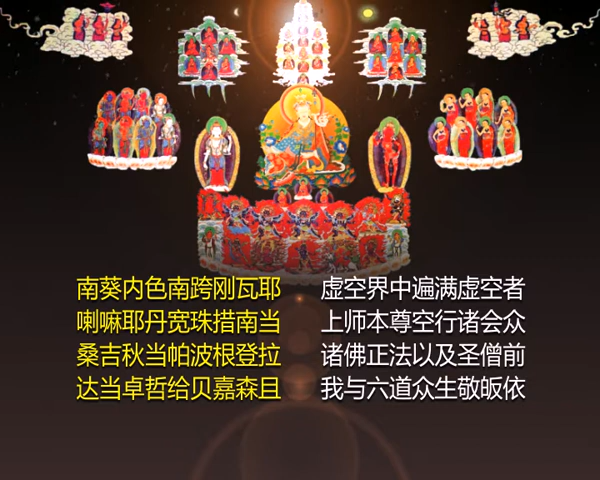 南葵内色南跨刚瓦耶 虚空界中遍满虚空者
喇嘛耶丹宽珠措南当 上师本尊空行诸会众
桑吉秋当帕波根登拉 诸佛正法以及圣僧前
达当卓哲给贝嘉森且 我与六道众生敬皈依